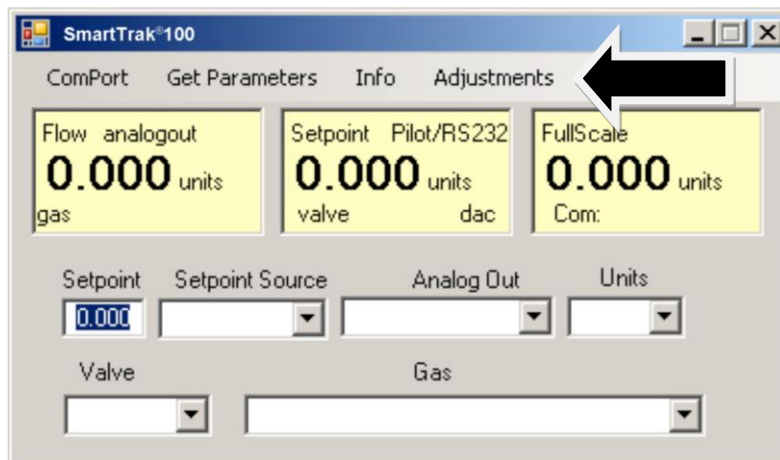 SmartTrak®100
ComPort Get Parameters Info Adjustments
Flow analogout
0.000 units
gas
Setpoint Pilot/RS232
0.000 units
valve dac
FullScale
0.000 units
Com:
Setpoint Setpoint Source Analog Out Units
0.000
Valve Gas